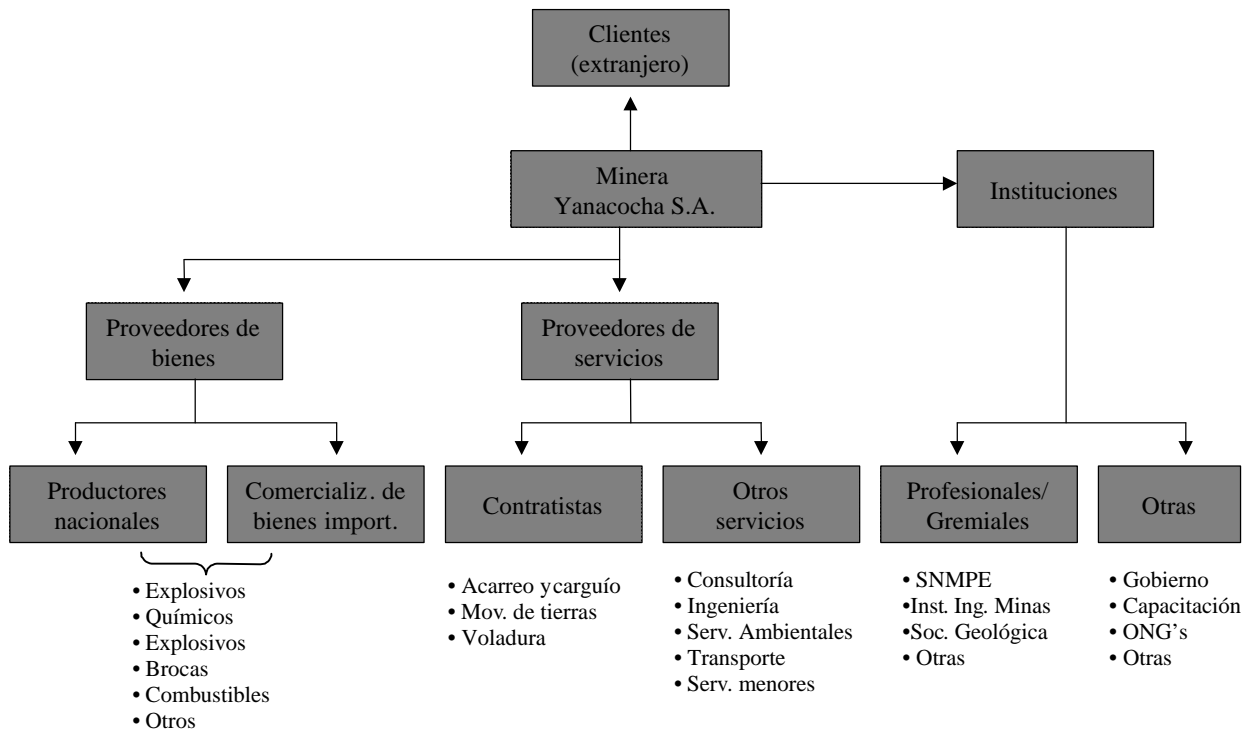 Clientes
(extranjero)
Minera
Yanacocha S.A.
Instituciones
Proveedores de
bienes
Proveedores de
servicios
Productores
nacionales
Comercializ. de
bienes import.
Contratistas
Otros
servicios
Profesionales/
Gremiales
Otras
• Explosivos
• Químicos
• Explosivos
• Brocas
• Combustibles
• Otros
• Acarreo ycarguío
• Mov. de tierras
• Voladura
• Consultoría
• Ingeniería
• Serv. Ambientales
• Transporte
• Serv. menores
• SNMPE
•Inst. Ing. Minas
•Soc. Geológica
• Otras
• Gobierno
• Capacitación
• ONG’s
• Otras